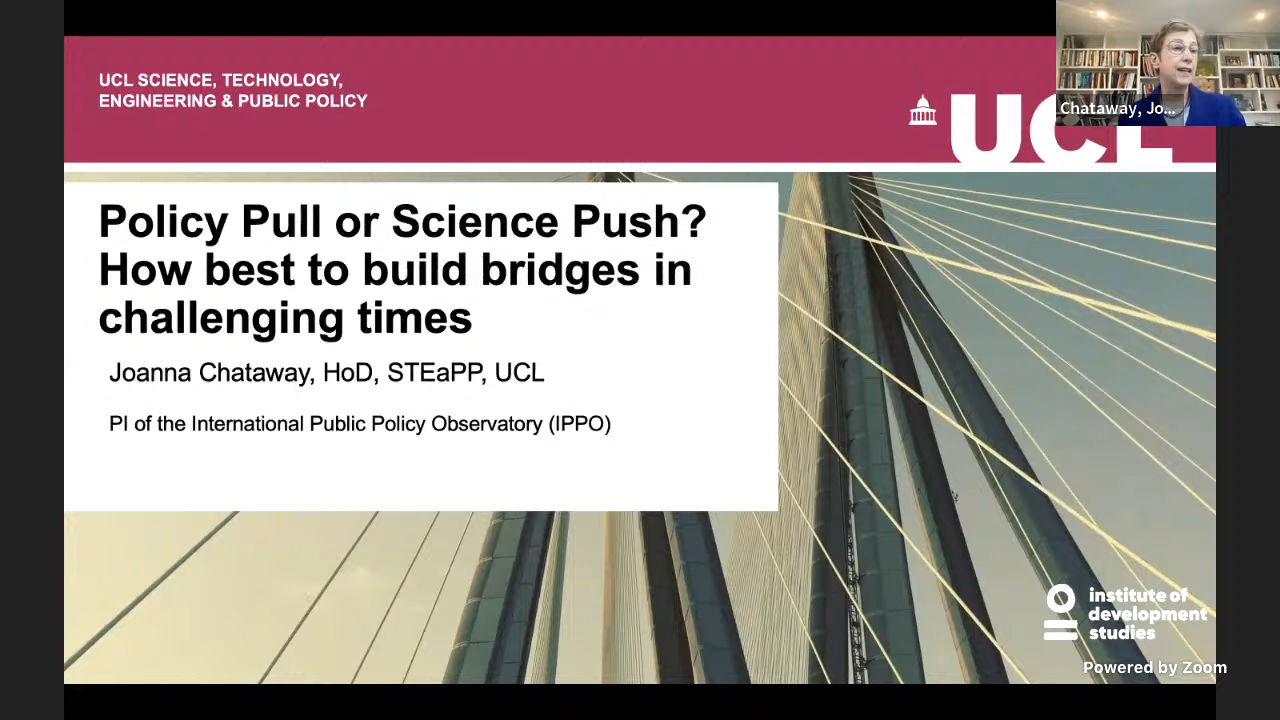 UCL SCIENCE, TECHNOLOGY,
ENGINEERING & PUBLIC POLICY
UCL
Chataway, Jo...
Policy Pull or Science Push?
How best to build bridges in
challenging times
Joanna Chataway, HoD, STEaPP, UCL
PI of the International Public Policy Observatory (IPPO)
institute of
development
studies
Powered by Zoom